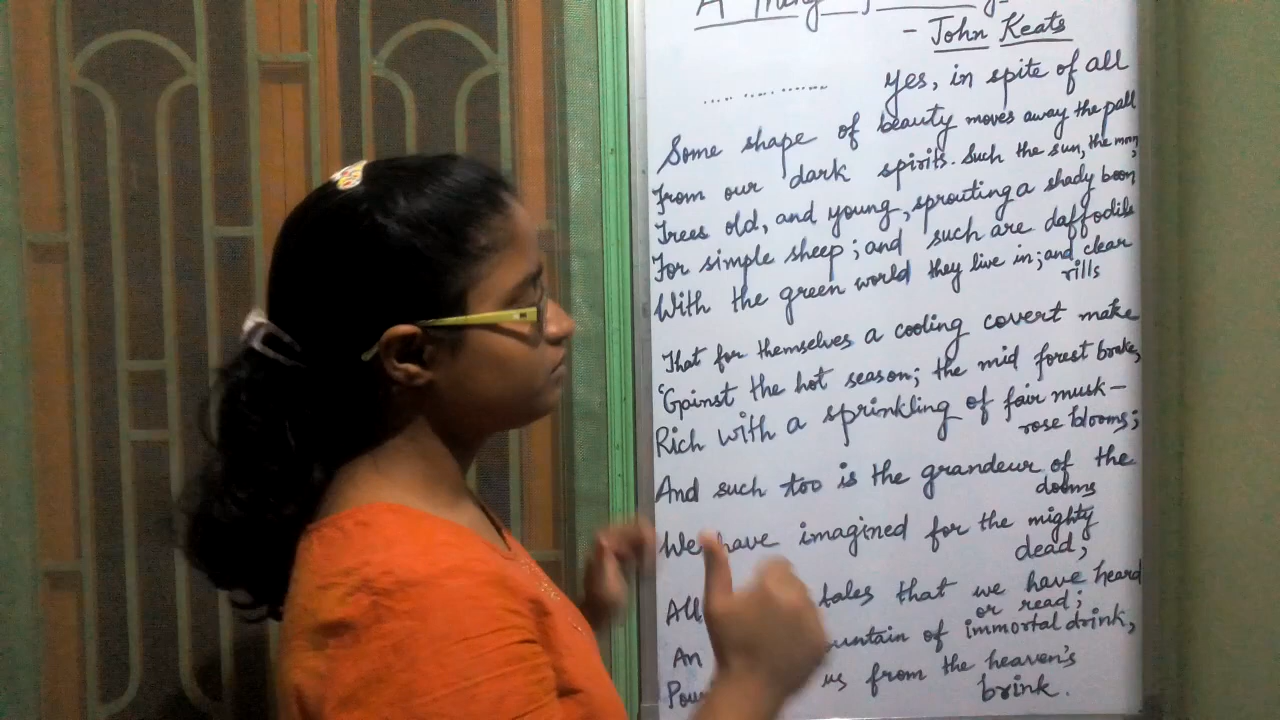 A Thing
- John Keats
..... ..... ........ yes, in spite of all
Some shape of beauty moves away the pall
From our dark spirits. Such the sun, the moon,
Trees old, and young, sprouting a shady boon
For simple sheep; and such are daffodils
With the green world they live in; and clear
rills
That for themselves a cooling covert make
'Gainst the hot season; the mid forest brake,
Rich with a sprinkling of fair musk-
rose blooms;
And such too is the grandeur of the
dooms
We have imagined for the mighty
dead;
All tales that we have heard
or read;
An untain of immortal drink,
Pou us from the heaven's
brink.